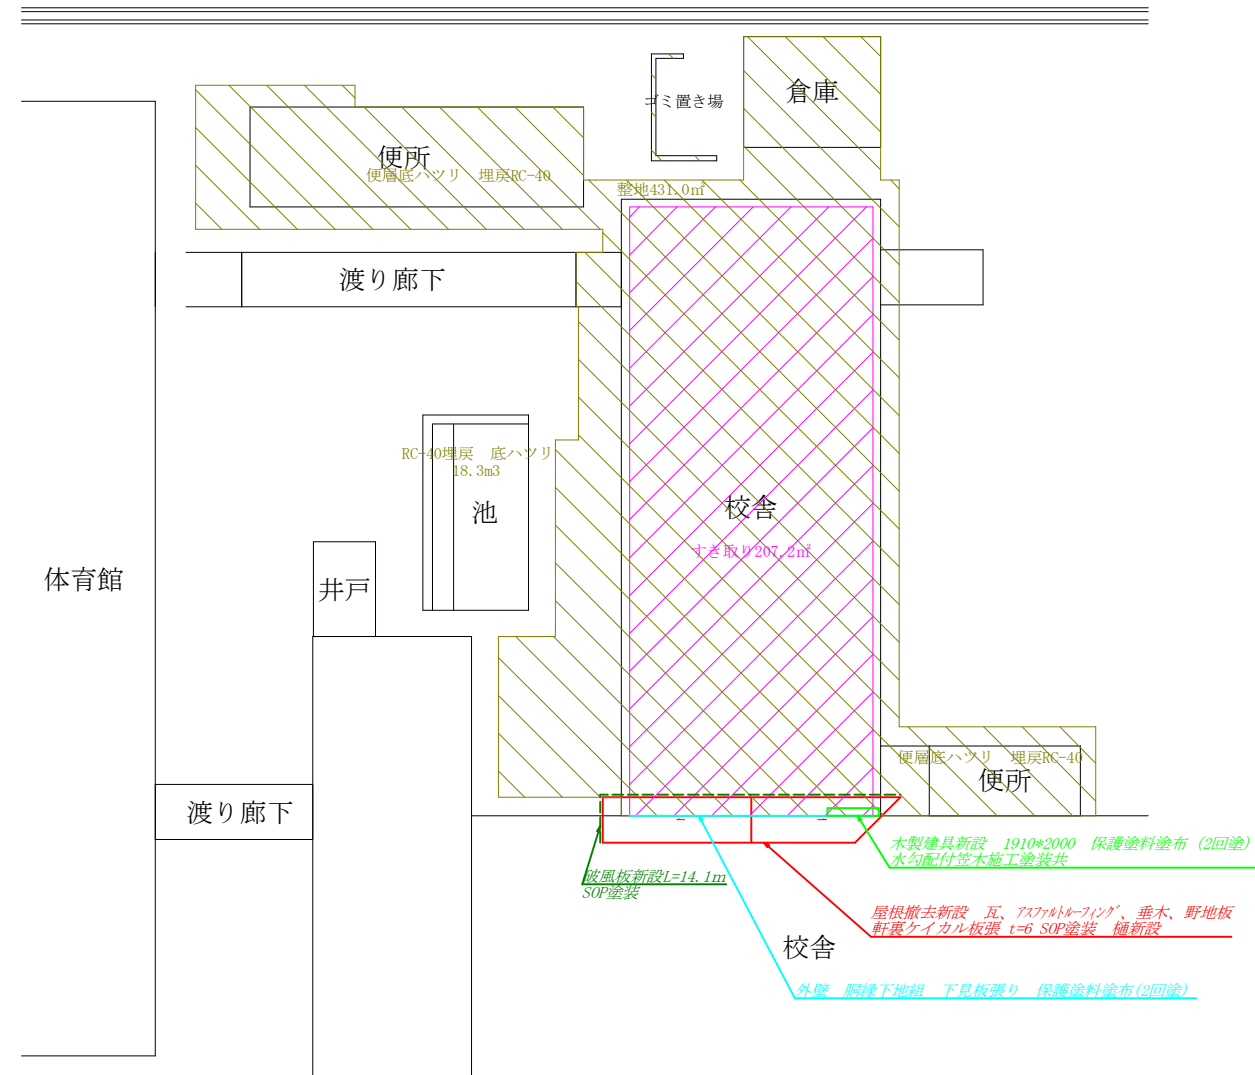 倉庫
ゴミ置き場
便所
便層底ハツリ　埋戻RC-40
整地431.0㎡
渡り廊下
RC-40埋戻　底ハツリ
18.3m3
池
校舎
すき取り207.2㎡
体育館
井戸
便層底ハツリ　埋戻RC-40
便所
渡り廊下
木製建具新設　1910*2000　保護塗料塗布（2回塗）
水勾配付笠木施工塗装共
破風板新設L=14.1m
SOP塗装
屋根撤去新設　瓦、アスファルトルーフィング、垂木、野地板
軒裏ケイカル板張 t=6 SOP塗装　樋新設
校舎
外壁　胴縁下地組　下見板張り　保護塗料塗布(2回塗)